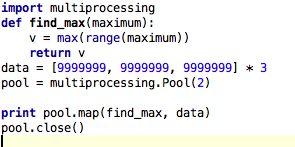 import multiprocessing
def find_max(maximum):
    v = max(range(maximum))
    return v
data = [9999999, 9999999, 9999999] * 3
pool = multiprocessing.Pool(2)

print pool.map(find_max, data)
pool.close()